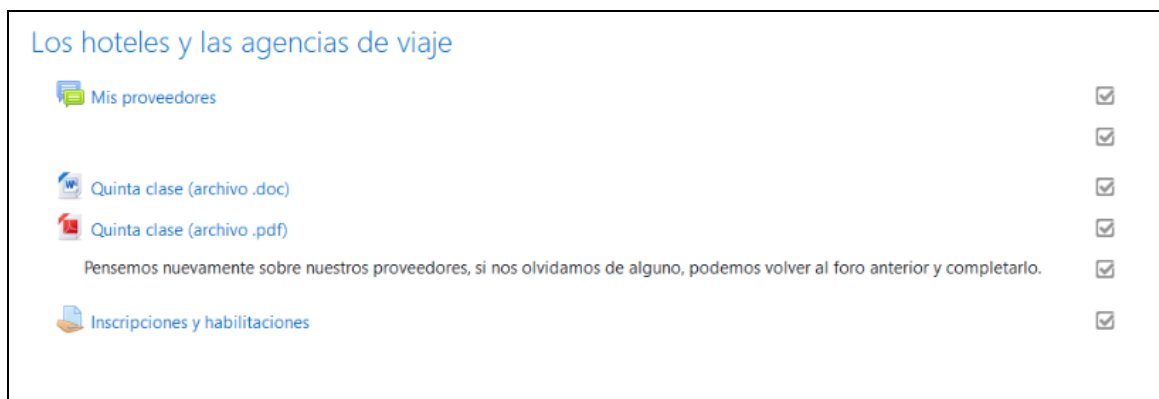 Los hoteles y las agencias de viaje
Mis proveedores
Quinta clase (archivo .doc)
Quinta clase (archivo .pdf)
Pensemos nuevamente sobre nuestros proveedores, si nos olvidamos de alguno, podemos volver al foro anterior y completarlo.
Inscripciones y habilitaciones